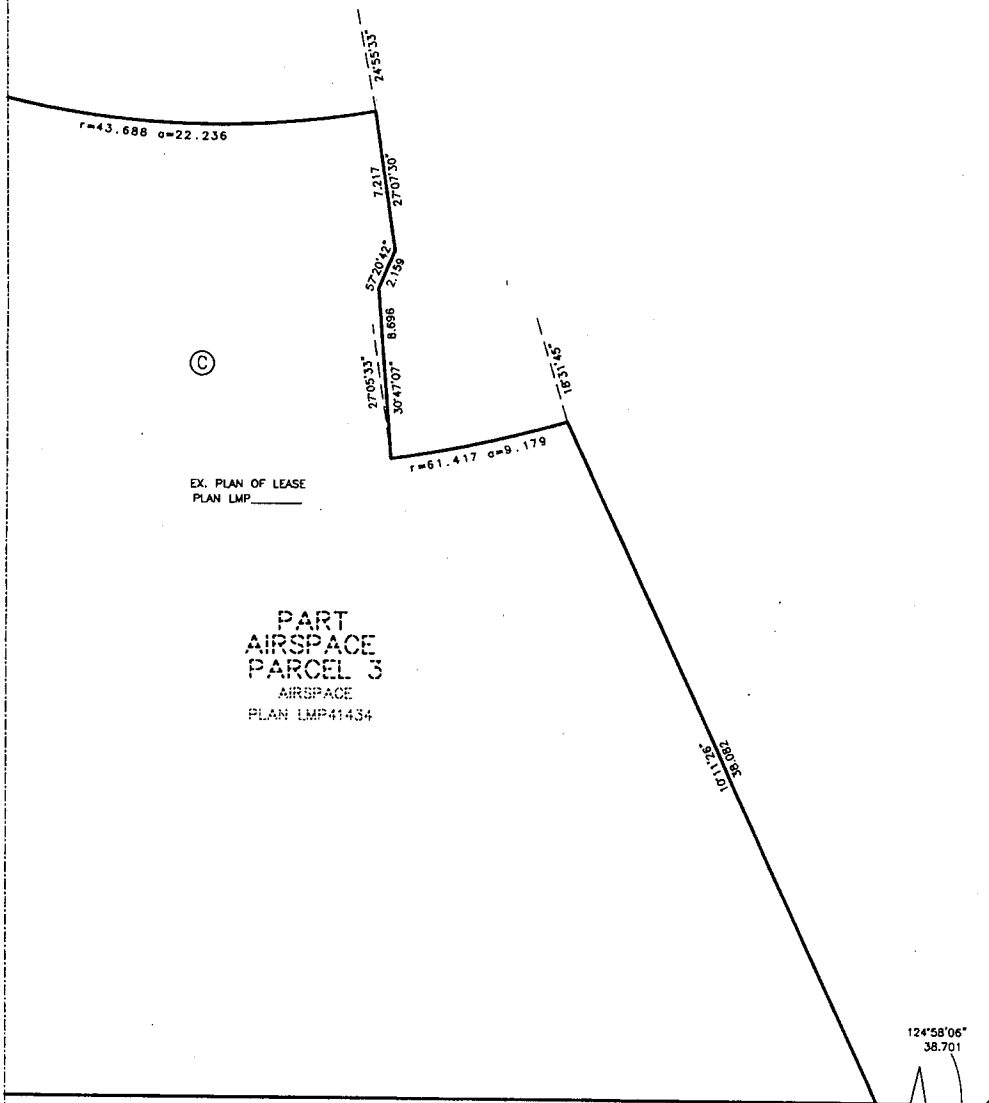 24°55'33"
r=43.688 a=22.236
7.217
27°07'30"
57°20'42"
2.159
8.696
27°05'33"
30°47'07"
18°31'45"
r=61.417 a=9.179
C
EX. PLAN OF LEASE
PLAN LMP________
PART
AIRSPACE
PARCEL 3
AIRSPACE
PLAN LMP41434
10°11'26"
38.082
124°58'06"
38.701